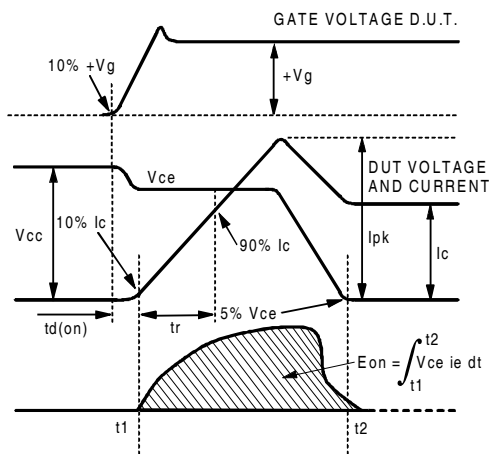 GATE VOLTAGE D.U.T.
10% +Vg
+Vg
Vce
DUT VOLTAGE
AND CURRENT
10% Ic
Vcc
90% Ic
Ipk
Ic
td(on)
tr
5% Vce
Eon = ∫ Vce ie dt
t2
t1
t1
t2